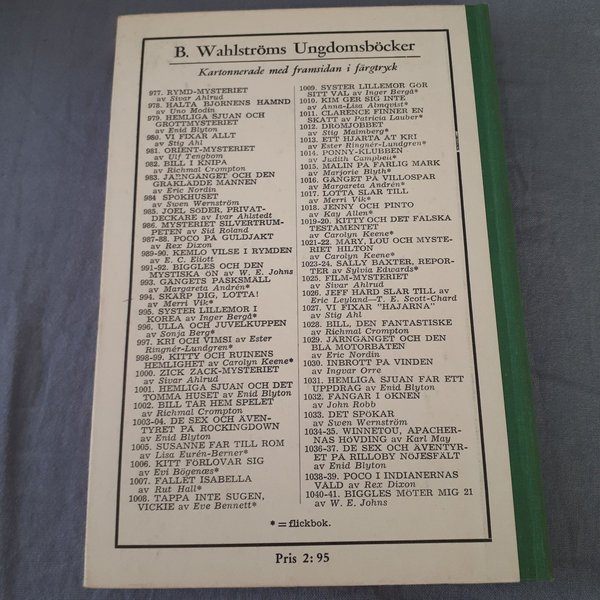 B. Wahlströms Ungdomsböcker
Kartonnerade med framsidan i färgtryck
977. RYMD-MYSTERIET
av Sivar Ahlrud
978. HALTA BJÖRNENS HÄMND
av Uno Modin
979. HEMLIGA SJUAN OCH
GROTTMYSTERIET
av Enid Blyton
980. VI FIXAR ALLT
av Stig Ahl
981. ORIENT-MYSTERIET
av Ulf Tengbom
982. BILL I KNIPA
av Richmal Crompton
983. JÄRNGÄNGET OCH DEN
GRÅKLÄDDE MANNEN
av Eric Nordin
984. SPÖKHUSET
av Swen Wernström
985. JOEL SÖDER, PRIVAT-
DECKARE av Ivar Ahlstedt
986. MYSTERIET SILVERTRUM-
PETEN av Sid Roland
987-88. POCO PÅ GULDJAKT
av Rex Dixon
989-90. KEMLO VILSE I RYMDEN
av E. C. Eliott
991-92. BIGGLES OCH DEN
MYSTISKA ÖN av W. E. Johns
993. GÄNGETS PÅSKSMÄLL
av Margareta Andrén*
994. SKÄRP DIG, LOTTA!
av Merri Vik*
995. SYSTER LILLEMOR I
KOREA av Inger Bergå*
996. ULLA OCH JUVELKUPPEN
av Sonja Berg*
997. KRI OCH VIMSI av Ester
Ringnér-Lundgren*
998-99. KITTY OCH RUINENS
HEMLIGHET av Carolyn Keene*
1000. ZICK ZACK-MYSTERIET
av Sivar Ahlrud
1001. HEMLIGA SJUAN OCH DET
TOMMA HUSET av Enid Blyton
1002. BILL TAR HEM SPELET
av Richmal Crompton
1003-04. DE SEX OCH ÄVEN-
TYRET PÅ ROCKINGDOWN
av Enid Blyton
1005. SUSANNE FAR TILL ROM
av Lisa Eurén-Berner*
1006. KITT FÖRLOVAR SIG
av Evi Bøgenæs*
1007. FALLET ISABELLA
av Rut Hall*
1008. TAPPA INTE SUGEN,
VICKIE av Eve Bennett*
1009. SYSTER LILLEMOR GÖR
SITT VAL av Inger Bergå*
1010. KIM GER SIG INTE
av Anna-Lisa Almqvist*
1011. CLARENCE FINNER EN
SKATT av Patricia Lauber*
1012. DRÖMJOBBET
av Stig Malmberg*
1013. ETT HJÄRTA ÅT KRI
av Ester Ringnér-Lundgren*
1014. PONNY-KLUBBEN
av Judith Campbell*
1015. MALIN PÅ FARLIG MARK
av Marjorie Blyth*
1016. GÄNGET PÅ VILLOSPÅR
av Margareta Andrén*
1017. LOTTA SLÅR TILL
av Merri Vik*
1018. JENNY OCH PINTO
av Kay Allen*
1019-20. KITTY OCH DET FALSKA
TESTAMENTET
av Carolyn Keene*
1021-22. MARY, LOU OCH MYSTE-
RIET HILTON
av Carolyn Keene*
1023-24. SALLY BAXTER, REPOR-
TER av Sylvia Edwards*
1025. FILM-MYSTERIET
av Sivar Ahlrud
1026. JEFF HARD SLÅR TILL av
Eric Leyland—T. E. Scott-Chard
1027. VI FIXAR "HAJARNA"
av Stig Ahl
1028. BILL, DEN FANTASTISKE
av Richmal Crompton
1029. JÄRNGÄNGET OCH DEN
BLÅ MOTORBÅTEN
av Eric Nordin
1030. INBROTT PÅ VINDEN
av Ingvar Orre
1031. HEMLIGA SJUAN FÅR ETT
UPPDRAG av Enid Blyton
1032. FÅNGAR I ÖKNEN
av John Robb
1033. DET SPÖKAR
av Swen Wernström
1034-35. WINNETOU, APACHER-
NAS HÖVDING av Karl May
1036-37. DE SEX OCH ÄVENTYR-
ET PÅ RILLOBY NÖJESFÄLT
av Enid Blyton
1038-39. POCO I INDIANERNAS
VÅLD av Rex Dixon
1040-41. BIGGLES MÖTER MIG 21
av W. E. Johns
* = flickbok.
Pris 2:95